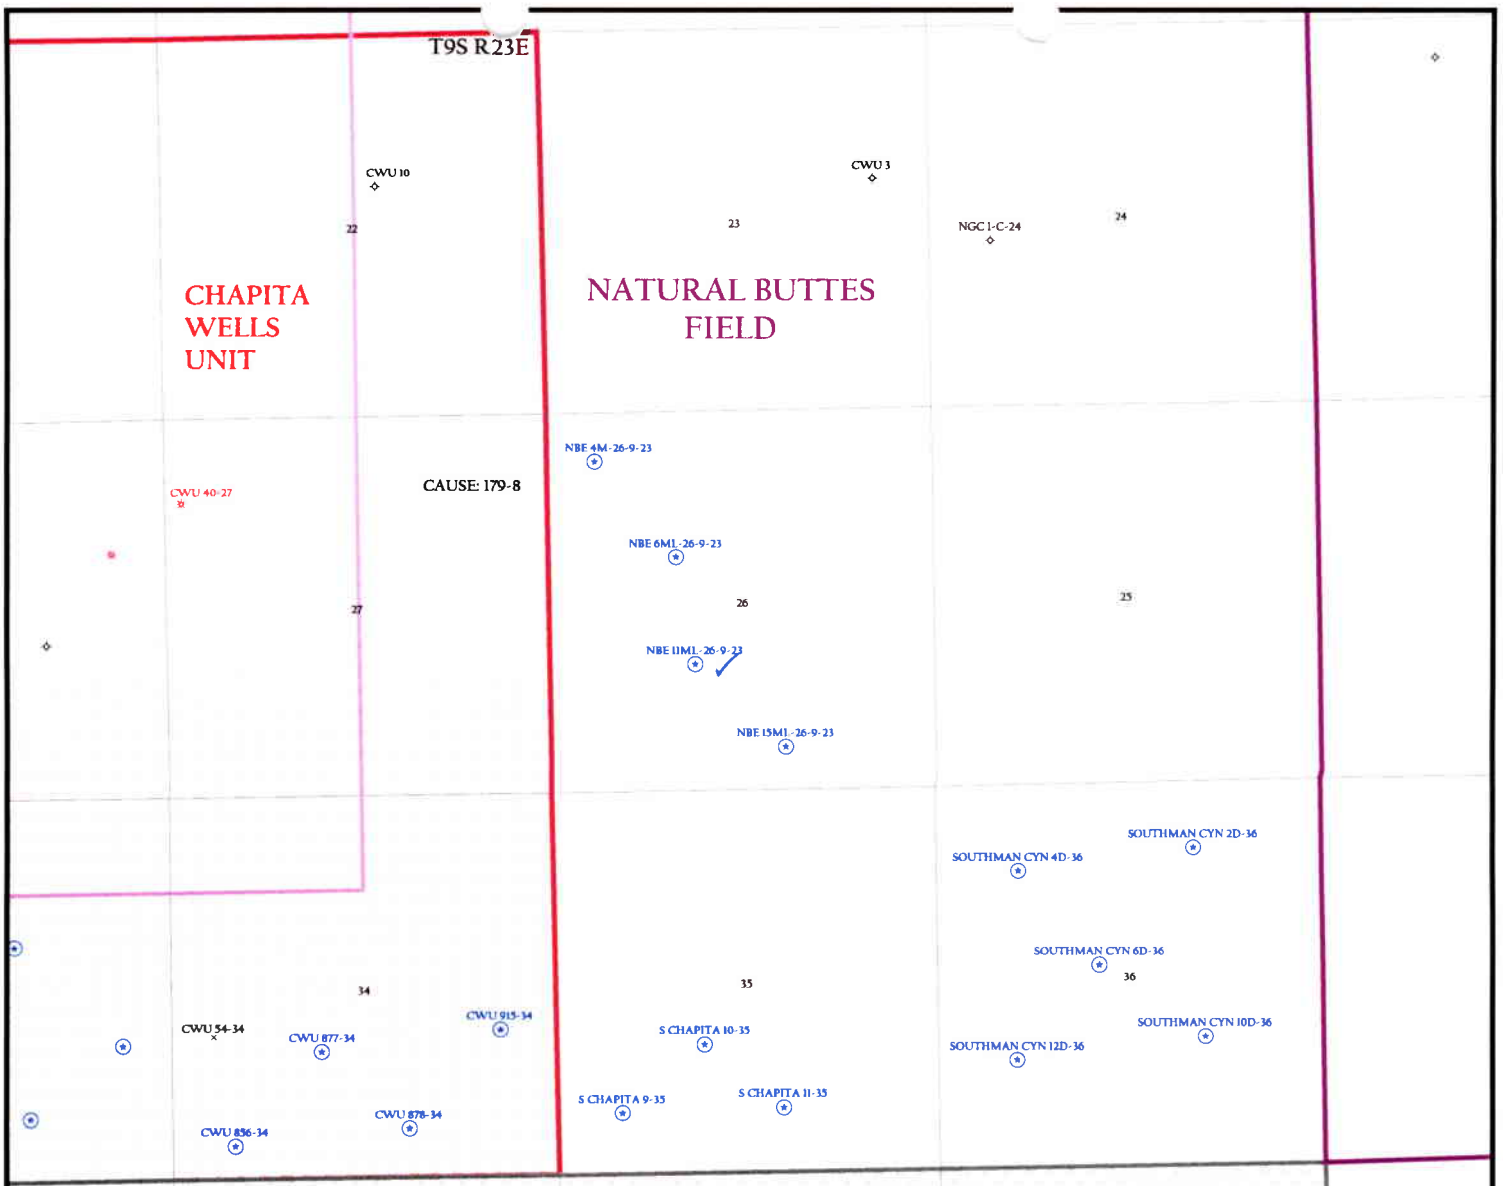 T9S R23E
CWU 10
CWU 3
22
23
24
NGC 1-C-24
CHAPITA
WELLS
UNIT
NATURAL BUTTES
FIELD
NBE 4M-26-9-23
CAUSE: 179-8
CWU 40-27
NBE 6ML-26-9-23
27
26
25
NBE 11ML-26-9-23
NBE 15ML-26-9-23
SOUTHMAN CYN 2D-36
SOUTHMAN CYN 4D-36
SOUTHMAN CYN 6D-36
34
35
36
CWU 54-34
CWU 877-34
CWU 915-34
S CHAPITA 10-35
SOUTHMAN CYN 12D-36
SOUTHMAN CYN 10D-36
S CHAPITA 9-35
S CHAPITA 11-35
CWU 878-34
CWU 856-34